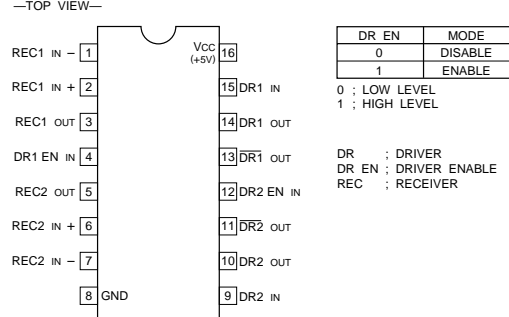 —TOP VIEW—
REC1 IN − 1
REC1 IN + 2
REC1 OUT 3
DR1 EN IN 4
REC2 OUT 5
REC2 IN + 6
REC2 IN − 7
8 GND
VCC 16
(+5V)
15 DR1 IN
14 DR1 OUT
13 D̅R̅1̅ OUT
12 DR2 EN IN
11 D̅R̅2̅ OUT
10 DR2 OUT
9 DR2 IN
DR EN MODE
0 DISABLE
1 ENABLE
0 ; LOW LEVEL
1 ; HIGH LEVEL
DR ; DRIVER
DR EN ; DRIVER ENABLE
REC ; RECEIVER